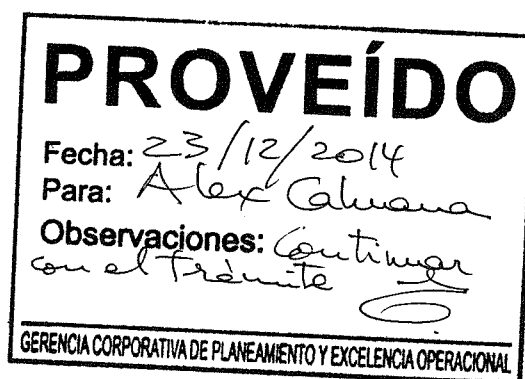 PROVEÍDO
Fecha: 23/12/2014
Para: Alex Calmana
Observaciones: Continuar
con el Trámite
GERENCIA CORPORATIVA DE PLANEAMIENTO Y EXCELENCIA OPERACIONAL